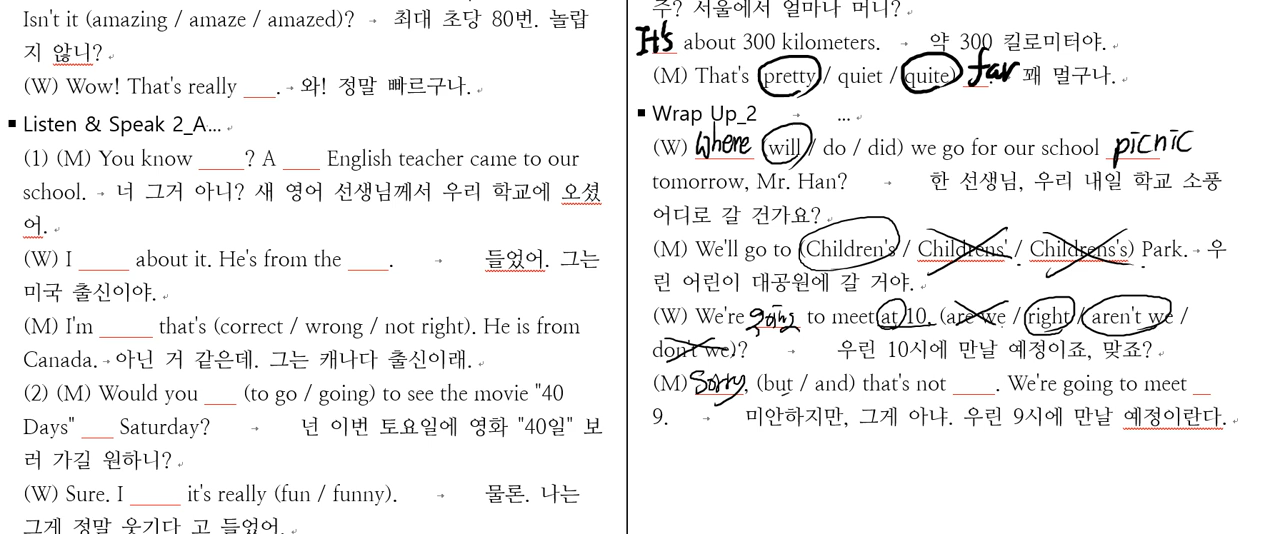 Isn't it (amazing / amaze / amazed)? → 최대 초당 80번. 놀랍
지 않니?
(W) Wow! That's really ___. → 와! 정말 빠르구나.
■ Listen & Speak 2_A...
(1) (M) You know ____? A ___ English teacher came to our
school. → 너 그거 아니? 새 영어 선생님께서 우리 학교에 오셨
어.
(W) I ____ about it. He's from the ___. → 들었어. 그는
미국 출신이야.
(M) I'm ____ that's (correct / wrong / not right). He is from
Canada. → 아닌 거 같은데. 그는 캐나다 출신이래.
(2) (M) Would you ___ (to go / going) to see the movie "40
Days" ___ Saturday? → 넌 이번 토요일에 영화 "40일" 보
러 가길 원하니?
(W) Sure. I ____ it's really (fun / funny). → 물론. 나는
그게 정말 웃기다 고 들었어.
주? 서울에서 얼마나 머니?
It's about 300 kilometers. → 약 300 킬로미터야.
(M) That's (pretty / quiet / quite) far. 꽤 멀구나.
■ Wrap Up_2 → ...
(W) Where (will / do / did) we go for our school picnic
tomorrow, Mr. Han? → 한 선생님, 우리 내일 학교 소풍
어디로 갈 건가요?
(M) We'll go to (Children's / Childrens' / Childrens's) Park. → 우
린 어린이 대공원에 갈 거야.
(W) We're going to meet at 10, (are we / right / aren't we /
don't we)? → 우린 10시에 만날 예정이죠, 맞죠?
(M) Sorry, (but / and) that's not ___. We're going to meet __
9. → 미안하지만, 그게 아냐. 우린 9시에 만날 예정이란다.